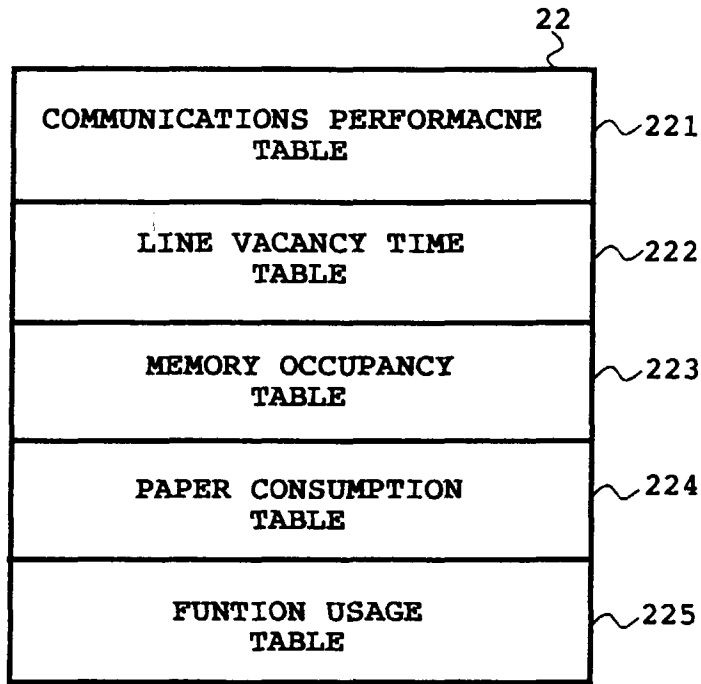 22
COMMUNICATIONS PERFORMACNE
TABLE
221
LINE VACANCY TIME
TABLE
222
MEMORY OCCUPANCY
TABLE
223
PAPER CONSUMPTION
TABLE
224
FUNTION USAGE
TABLE
225